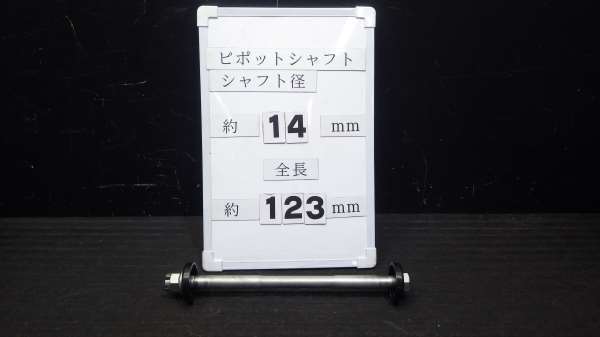 ピポットシャフト
シャフト径
約 14 mm
全長
約 123 mm